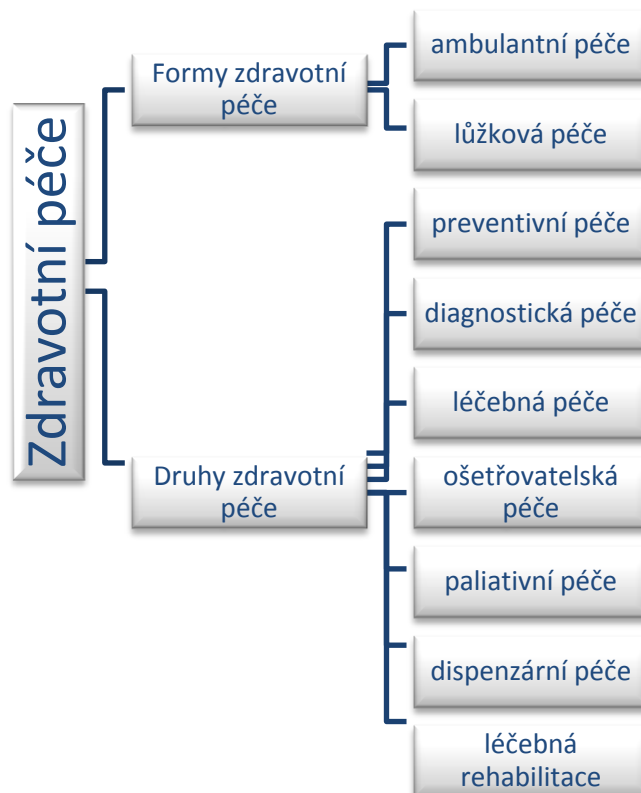 Zdravotní péče
Formy zdravotní
péče
ambulantní péče
lůžková péče
Druhy zdravotní
péče
preventivní péče
diagnostická péče
léčebná péče
ošetřovatelská
péče
paliativní péče
dispenzární péče
léčebná
rehabilitace